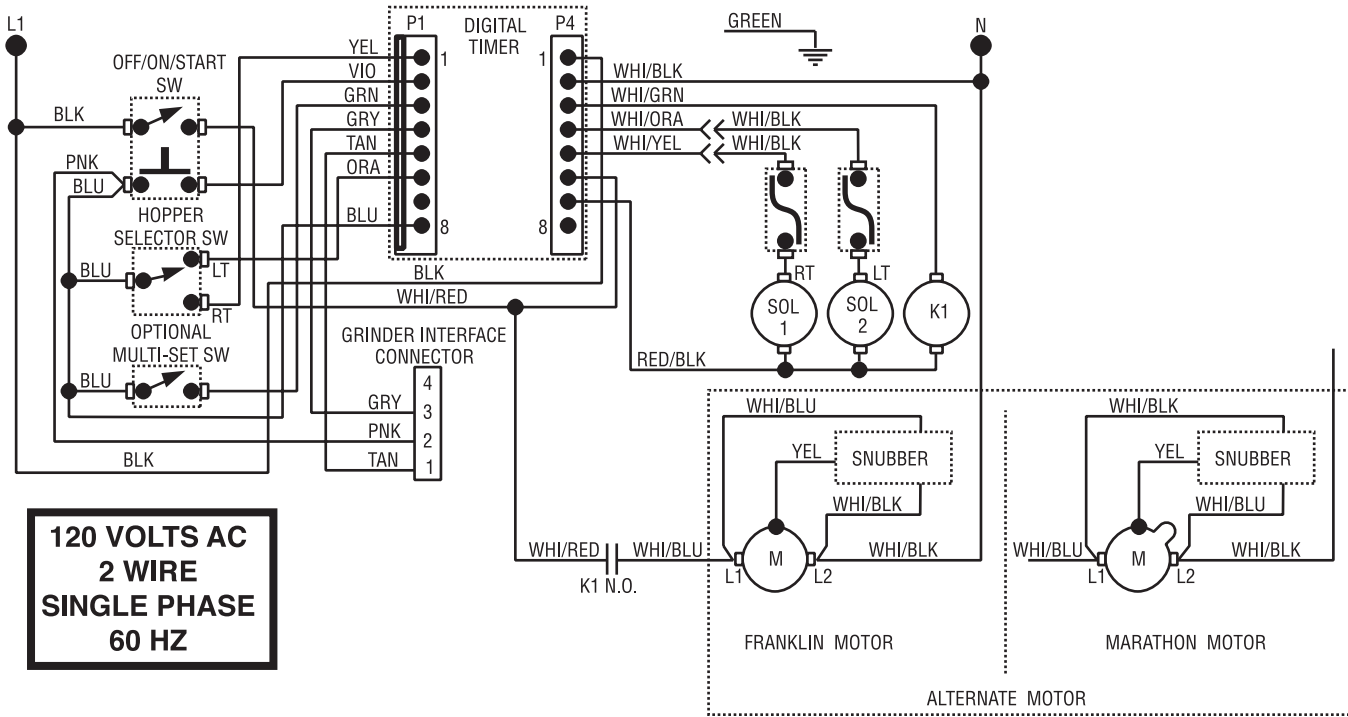 L1
P1
DIGITAL
TIMER
P4
GREEN
N
OFF/ON/START
SW
YEL
1
1
VIO
WHI/BLK
GRN
WHI/GRN
BLK
GRY
WHI/ORA
WHI/BLK
TAN
WHI/YEL
WHI/BLK
PNK
ORA
BLU
HOPPER
SELECTOR SW
BLU
8
8
BLU
LT
BLK
RT
LT
WHI/RED
RT
SOL
1
SOL
2
K1
OPTIONAL
MULTI-SET SW
GRINDER INTERFACE
CONNECTOR
RED/BLK
BLU
4
GRY
3
PNK
2
TAN
1
BLK
WHI/BLU
WHI/BLK
YEL
SNUBBER
YEL
SNUBBER
WHI/BLK
WHI/BLU
120 VOLTS AC
2 WIRE
SINGLE PHASE
60 HZ
WHI/RED
WHI/BLU
M
WHI/BLK
WHI/BLU
M
WHI/BLK
L1
L2
L1
L2
K1 N.O.
FRANKLIN MOTOR
MARATHON MOTOR
ALTERNATE MOTOR